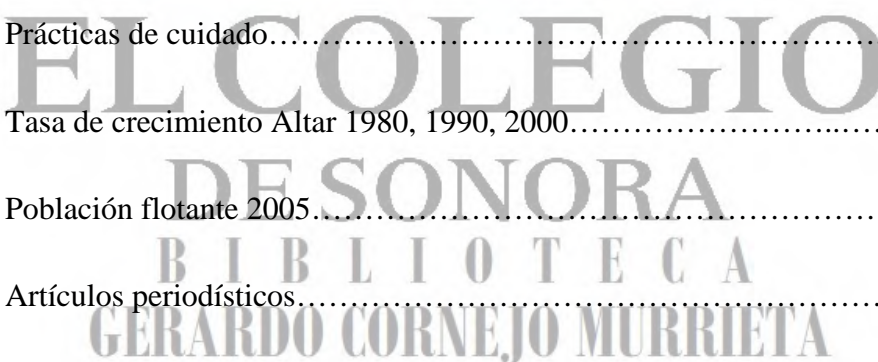 Prácticas de cuidado……………………………………………………
EL COLEGIO
Tasa de crecimiento Altar 1980, 1990, 2000……………………..….
DE SONORA
Población flotante 2005…………………………………………………
BIBLIOTECA
Artículos periodísticos……………………………………………………
GERARDO CORNEJO MURRIETA